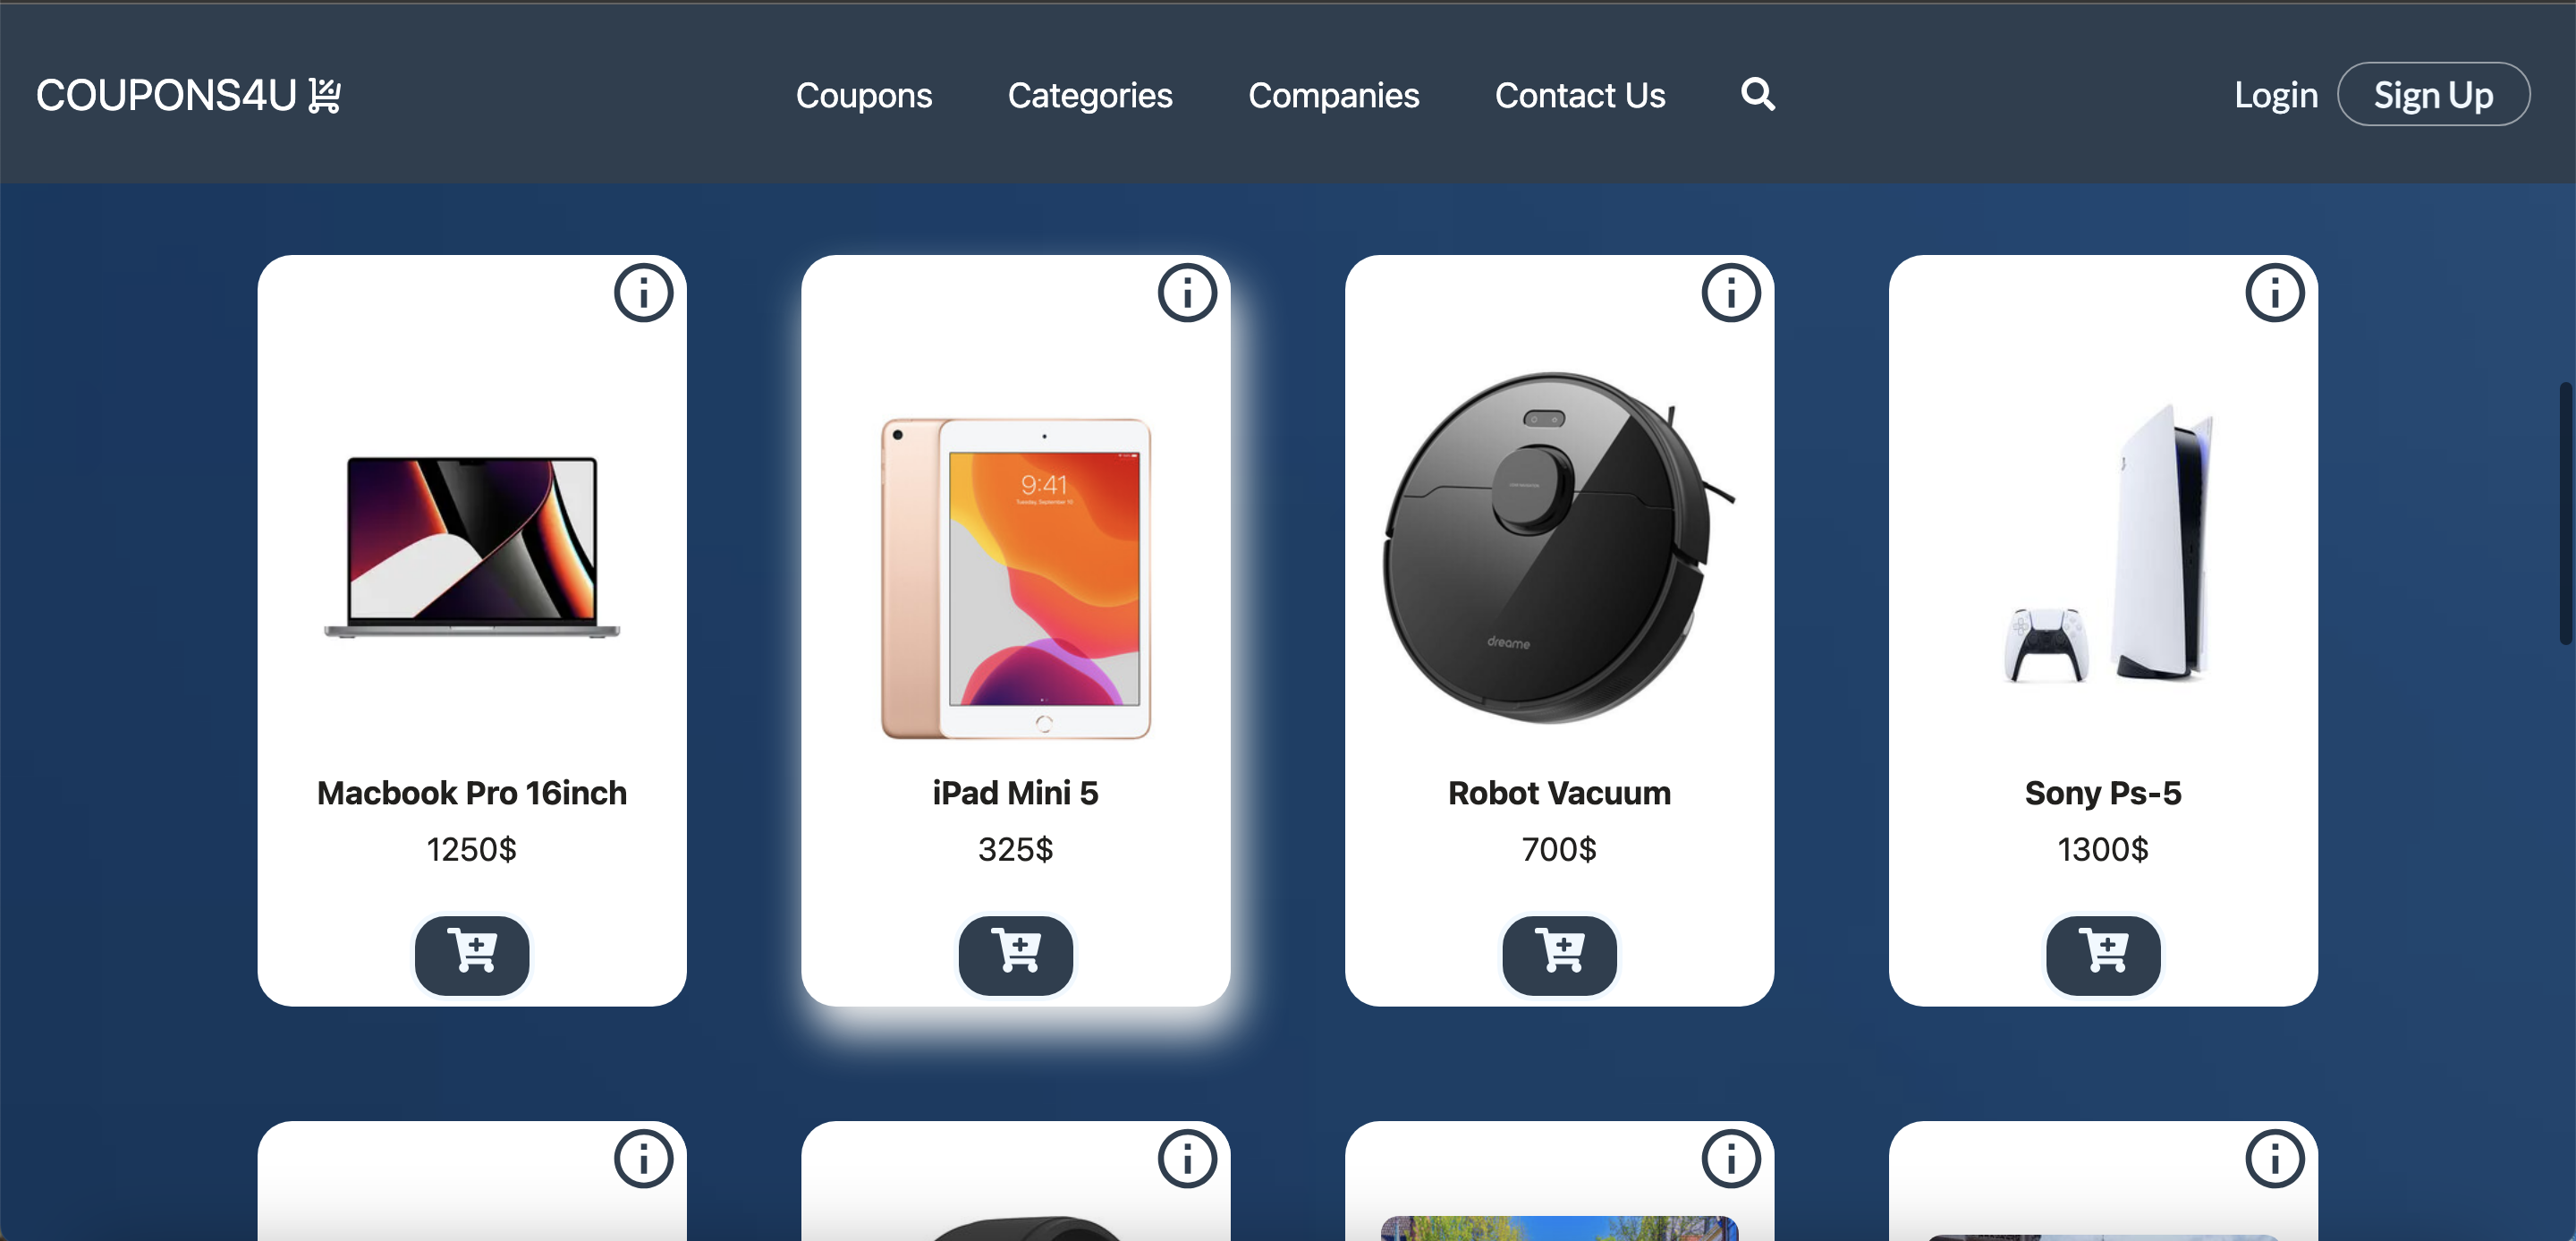 COUPONS4U
Coupons
Categories
Companies
Contact Us
Login
Sign Up
9:41
dreame
Macbook Pro 16inch
iPad Mini 5
Robot Vacuum
Sony Ps-5
1250$
325$
700$
1300$